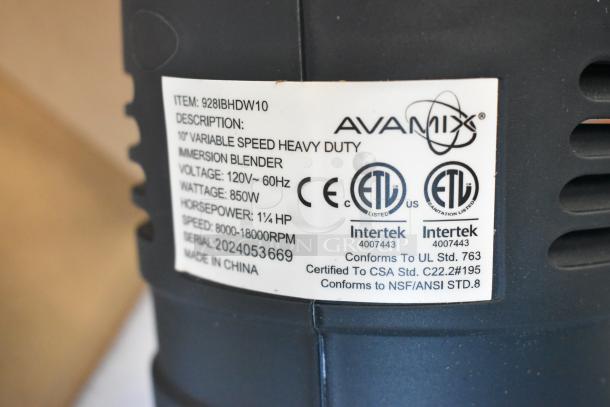 ITEM: 928IBHDW10
DESCRIPTION:
10" VARIABLE SPEED HEAVY DUTY
IMMERSION BLENDER
VOLTAGE: 120V~ 60Hz
WATTAGE: 850W
HORSEPOWER: 1¼ HP
SPEED: 8000-18000RPM
SERIAL: 2024053669
MADE IN CHINA
AVAMIX®
CE
C ETL US
LISTED
Intertek
4007443
ETL
SANITATION LISTED
Intertek
4007443
Conforms To UL Std. 763
Certified To CSA Std. C22.2#195
Conforms to NSF/ANSI STD.8